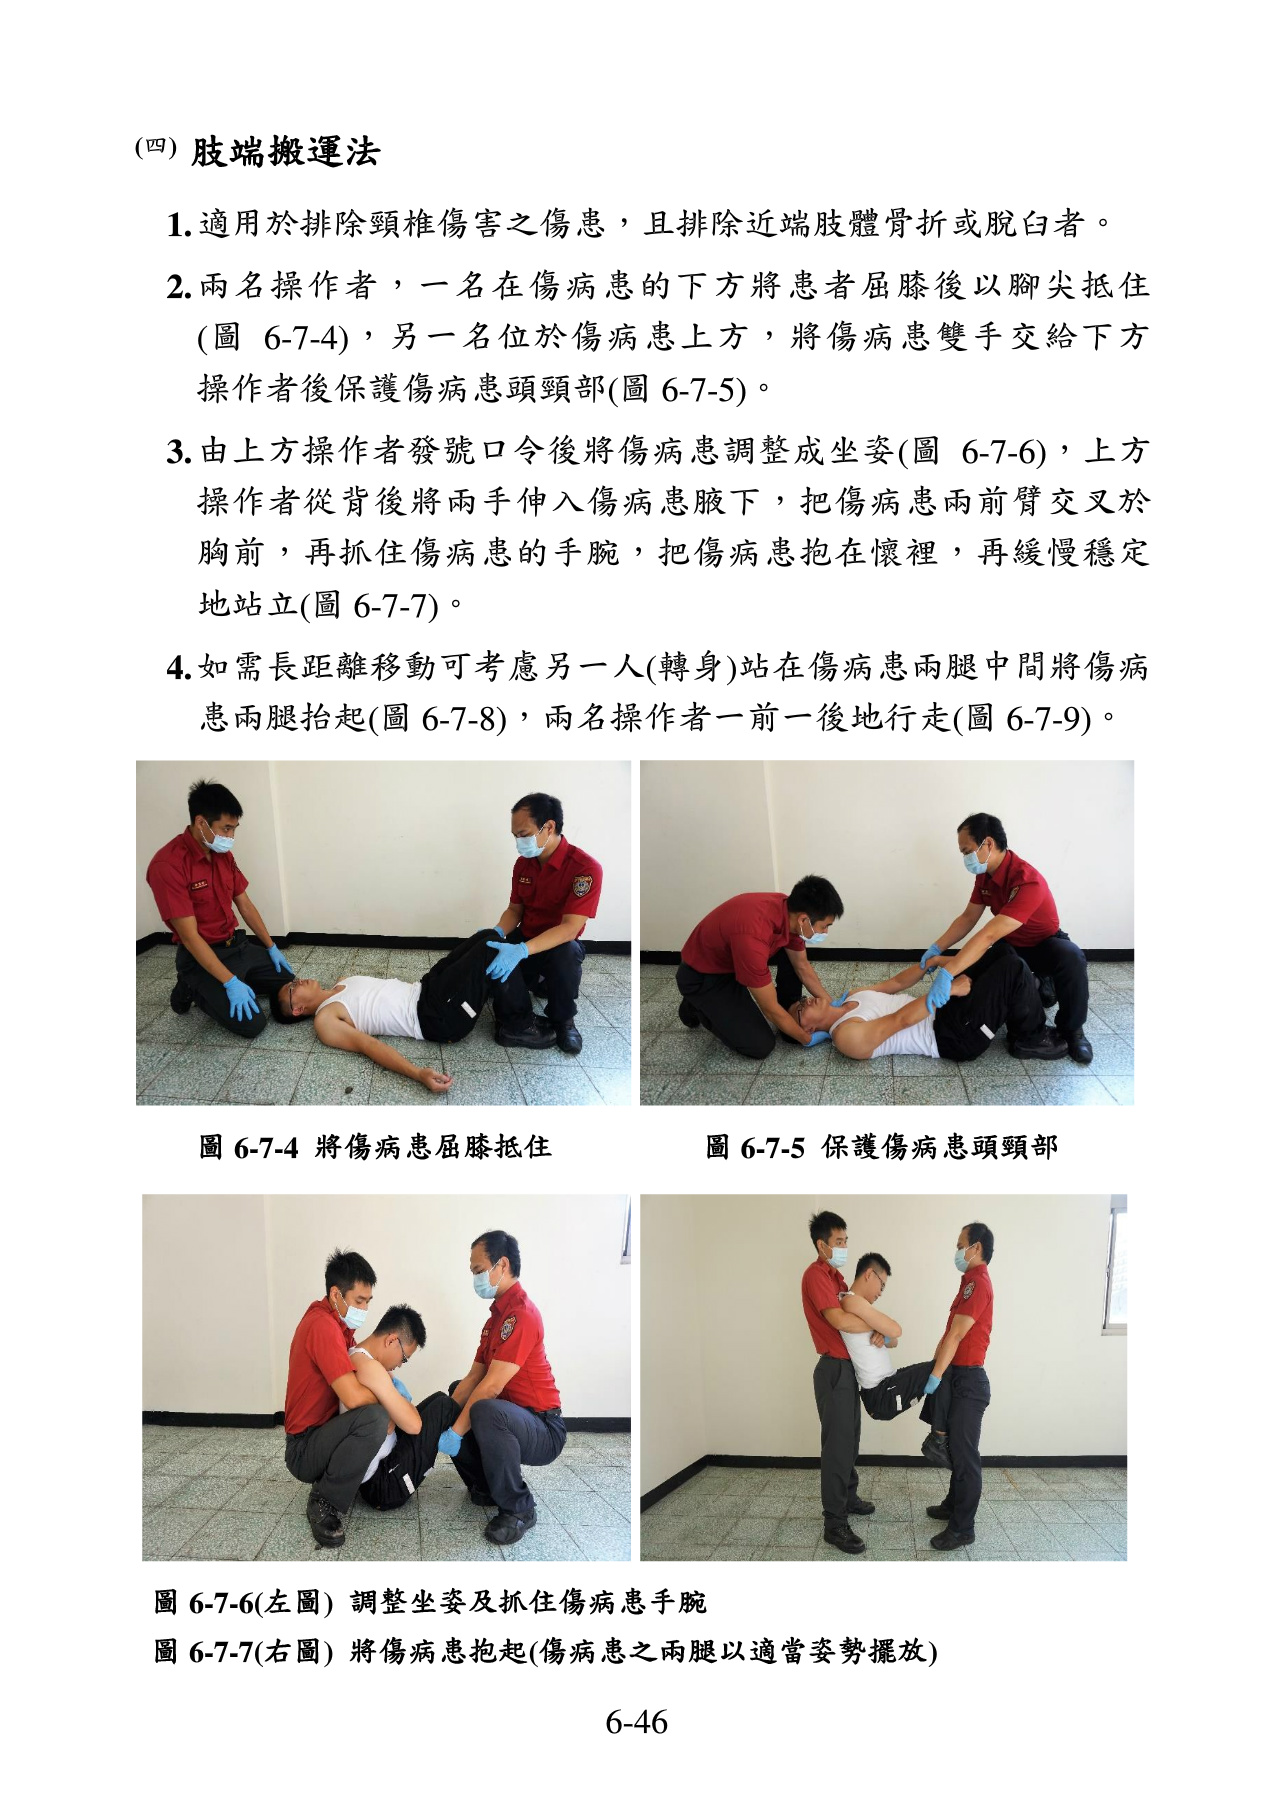 (四) 肢端搬運法
1. 適用於排除頸椎傷害之傷患，且排除近端肢體骨折或脫臼者。
2. 兩名操作者，一名在傷病患的下方將患者屈膝後以腳尖抵住
(圖 6-7-4)，另一名位於傷病患上方，將傷病患雙手交給下方
操作者後保護傷病患頭頸部(圖 6-7-5)。
3. 由上方操作者發號口令後將傷病患調整成坐姿(圖 6-7-6)，上方
操作者從背後將兩手伸入傷病患腋下，把傷病患兩前臂交叉於
胸前，再抓住傷病患的手腕，把傷病患抱在懷裡，再緩慢穩定
地站立(圖 6-7-7)。
4. 如需長距離移動可考慮另一人(轉身)站在傷病患兩腿中間將傷病
患兩腿抬起(圖 6-7-8)，兩名操作者一前一後地行走(圖 6-7-9)。
圖 6-7-4 將傷病患屈膝抵住
圖 6-7-5 保護傷病患頭頸部
圖 6-7-6(左圖) 調整坐姿及抓住傷病患手腕
圖 6-7-7(右圖) 將傷病患抱起(傷病患之兩腿以適當姿勢擺放)
6-46